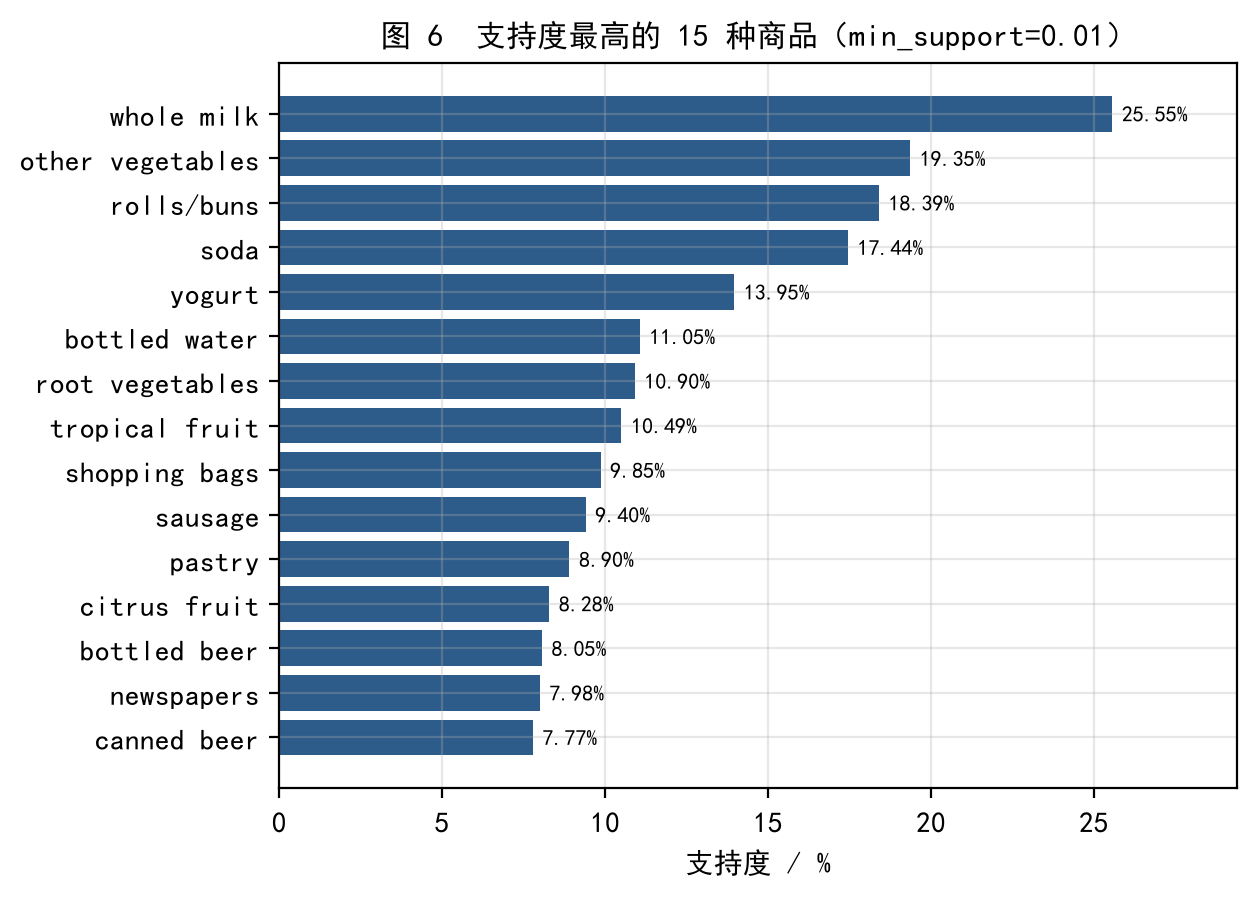 图 6  支持度最高的 15 种商品（min_support=0.01）
whole milk 25.55%
other vegetables 19.35%
rolls/buns 18.39%
soda 17.44%
yogurt 13.95%
bottled water 11.05%
root vegetables 10.90%
tropical fruit 10.49%
shopping bags 9.85%
sausage 9.40%
pastry 8.90%
citrus fruit 8.28%
bottled beer 8.05%
newspapers 7.98%
canned beer 7.77%
0 5 10 15 20 25
支持度 / %